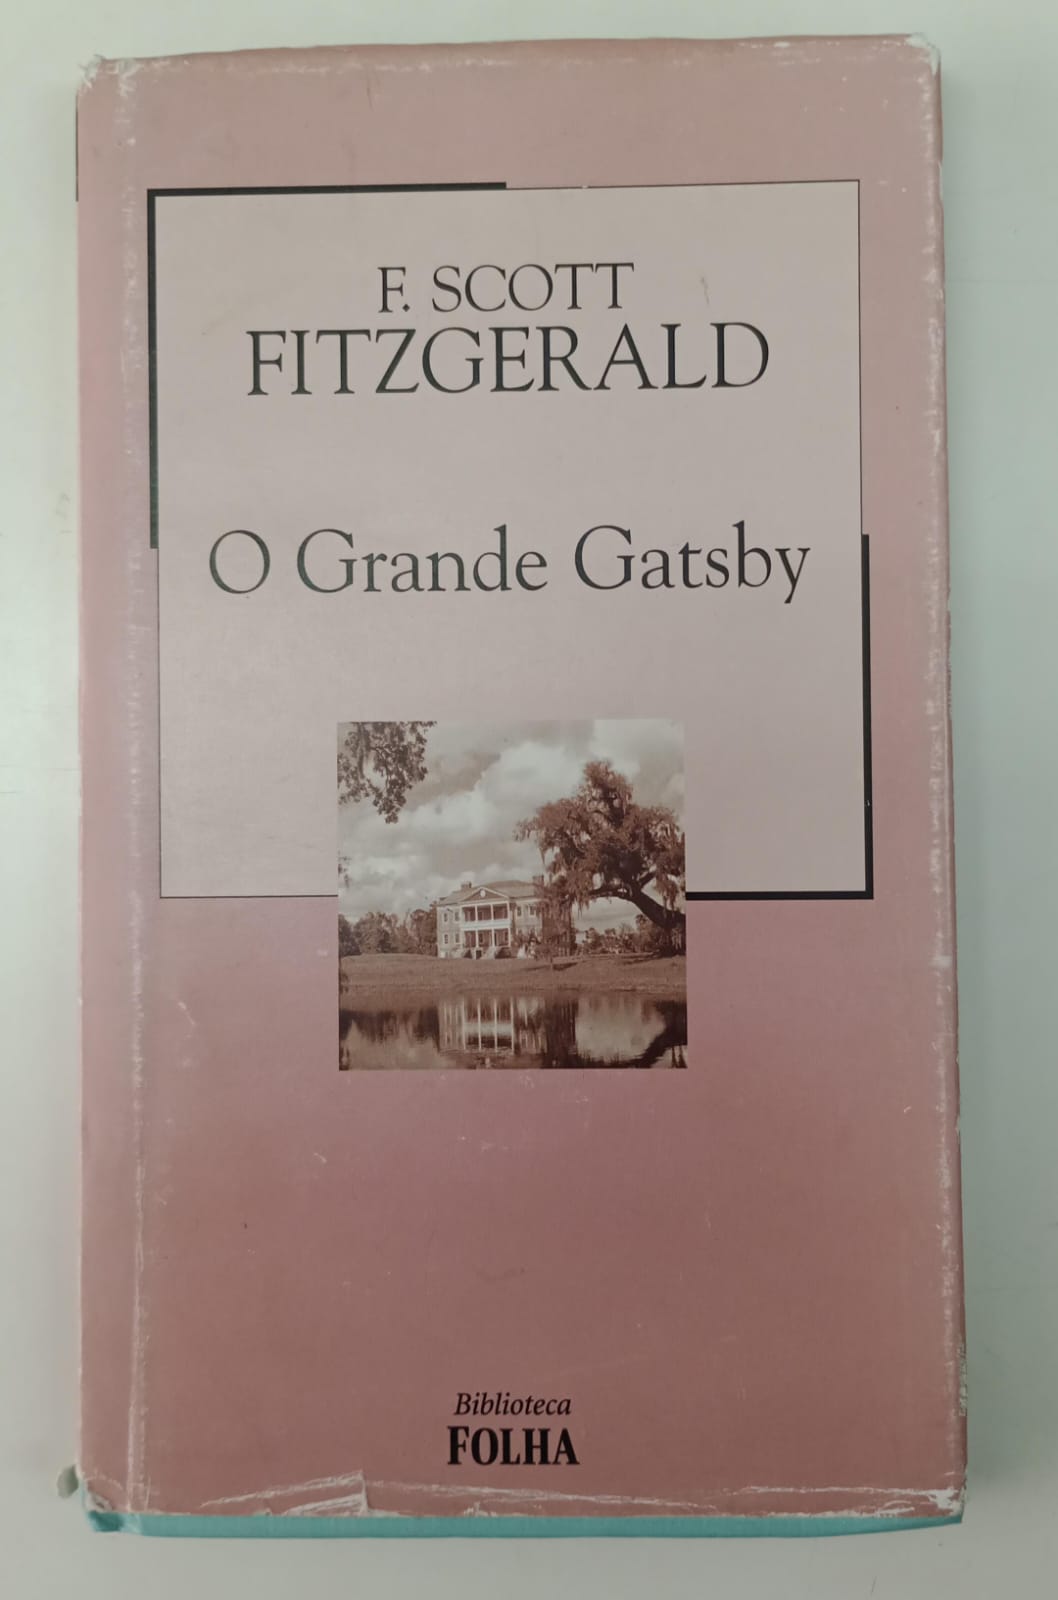 F. SCOTT
FITZGERALD
O Grande Gatsby
Biblioteca
FOLHA